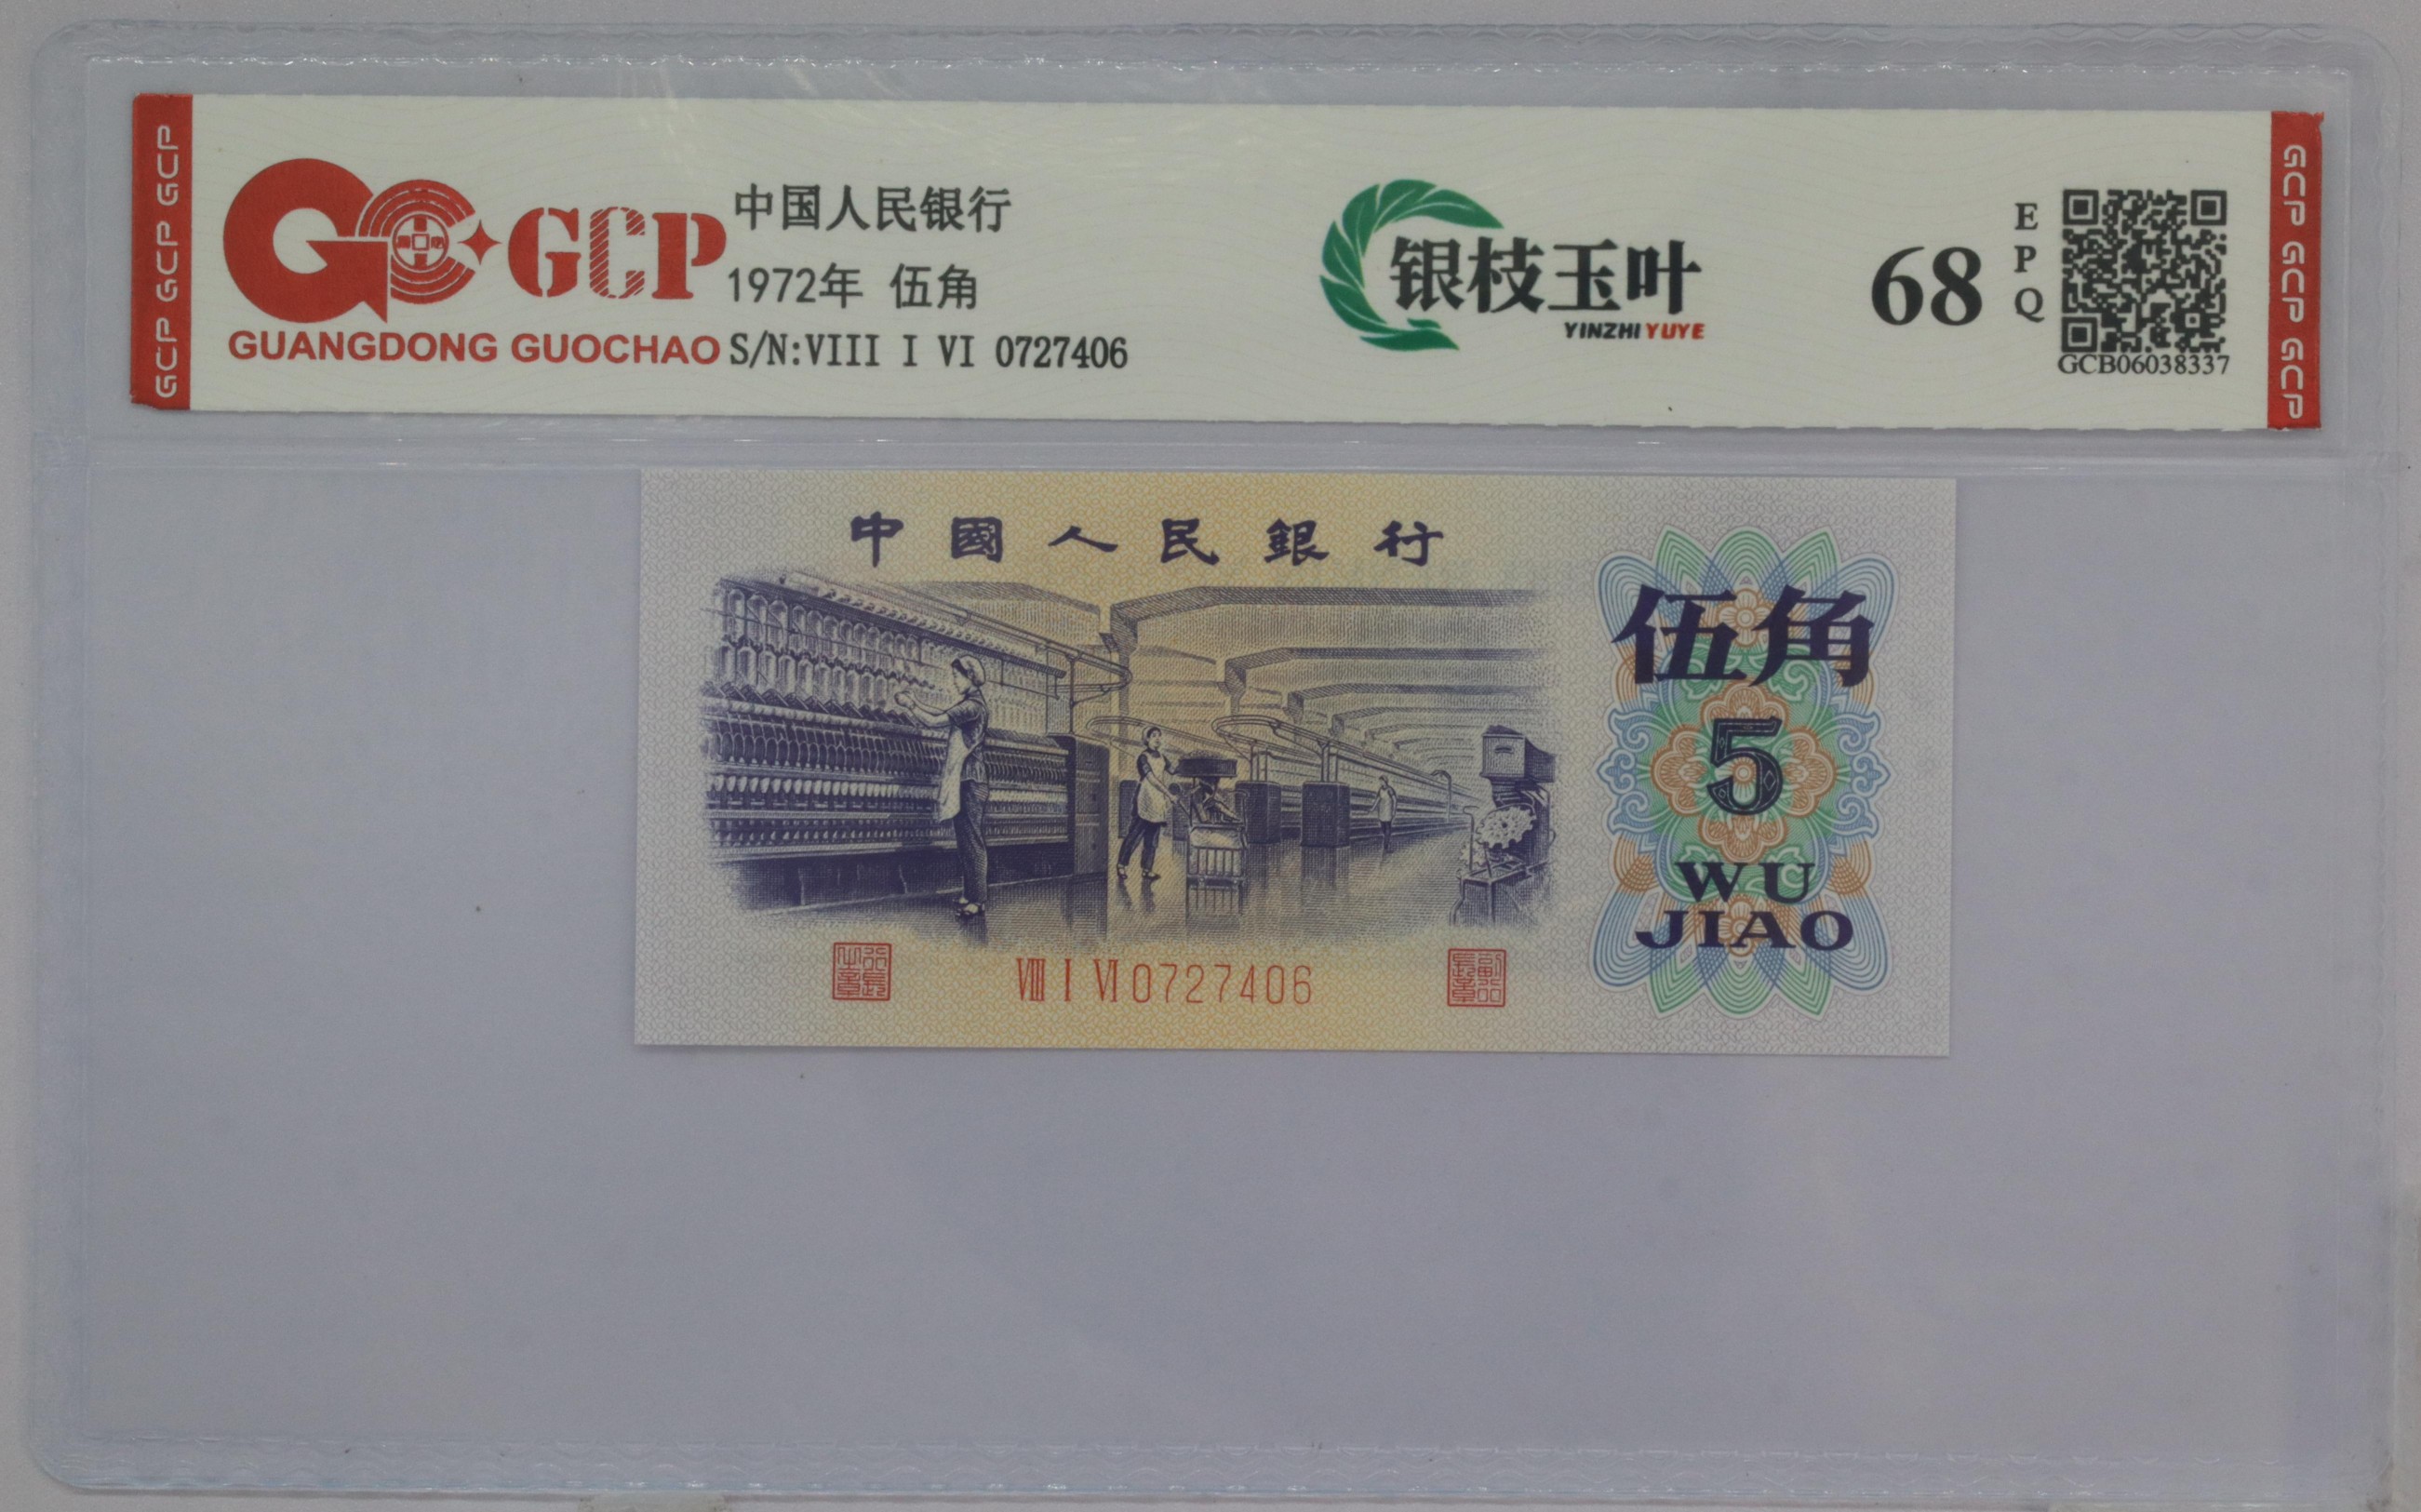 GCP GCP GCP
GCP
GUANGDONG GUOCHAO
中国人民银行
1972年 伍角
S/N:VIII I VI 0727406
银枝玉叶
YINZHI YUYE
68
EPQ
GCB06038337
GCP GCP GCP
中國人民銀行
伍角
5
WU
JIAO
VIII I VI 0727406